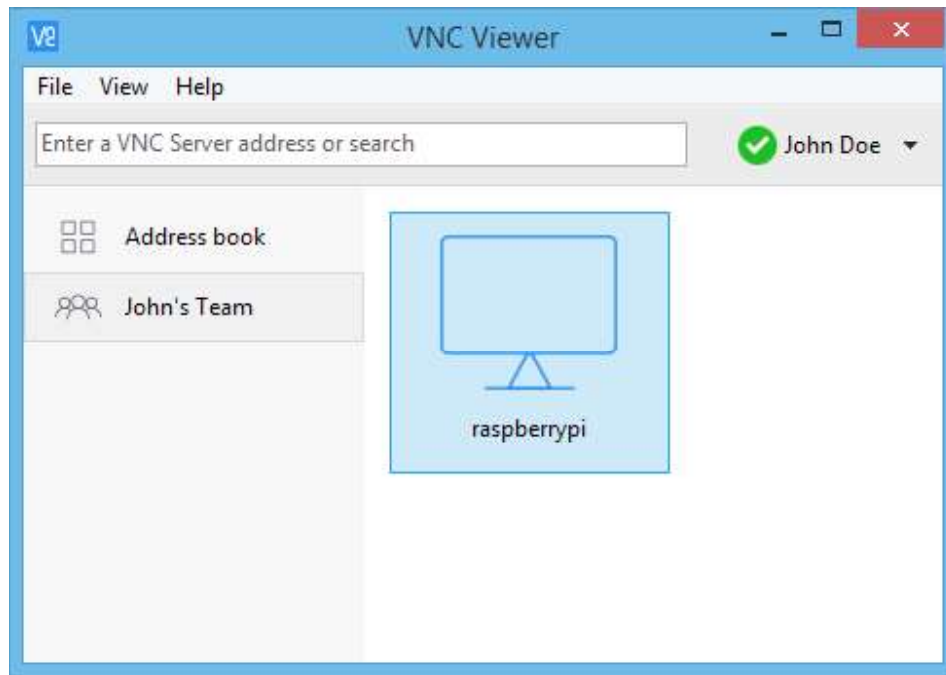 V2 VNC Viewer
File View Help
Enter a VNC Server address or search John Doe
Address book
John's Team
raspberrypi